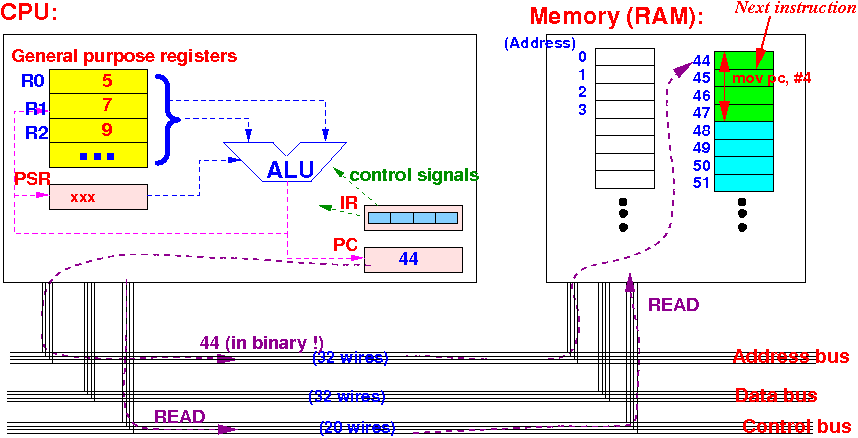 CPU:
Memory (RAM):
Next instruction
General purpose registers
(Address)
R0 5
R1 7
R2 9
PSR
xxx
ALU
control signals
IR
PC
44
0
1
2
3
44
45 mov pc, #4
46
47
48
49
50
51
READ
44 (in binary !)
(32 wires)
Address bus
(32 wires)
Data bus
READ
(20 wires)
Control bus